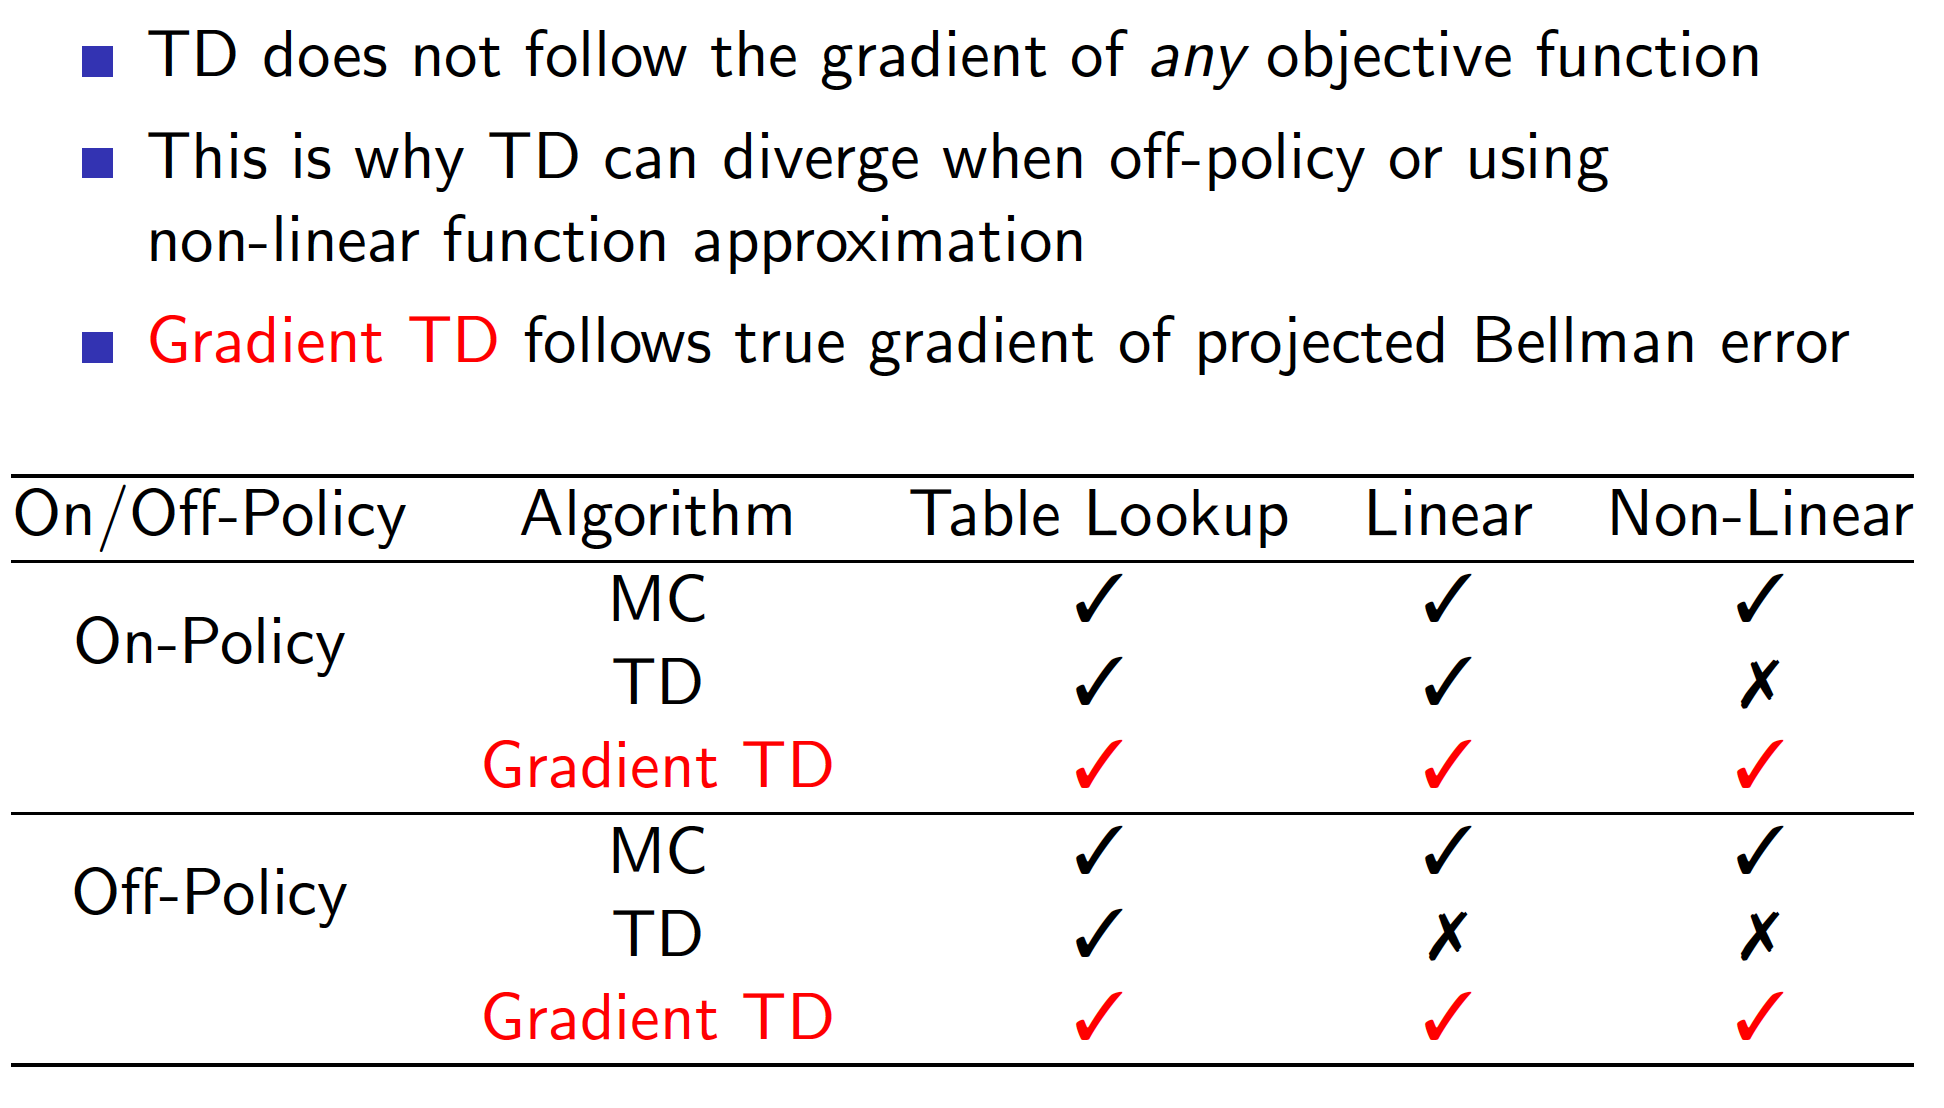 TD does not follow the gradient of any objective function
This is why TD can diverge when off-policy or using
non-linear function approximation
Gradient TD follows true gradient of projected Bellman error
On/Off-Policy Algorithm Table Lookup Linear Non-Linear
On-Policy
MC ✓ ✓ ✓
TD ✓ ✓ ✗
Gradient TD ✓ ✓ ✓
Off-Policy
MC ✓ ✓ ✓
TD ✓ ✗ ✗
Gradient TD ✓ ✓ ✓